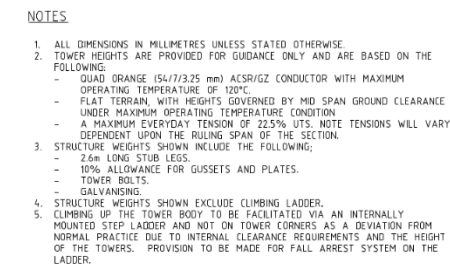 NOTES
1. ALL DIMENSIONS IN MILLIMETRES UNLESS STATED OTHERWISE.
2. TOWER HEIGHTS ARE PROVIDED FOR GUIDANCE ONLY AND ARE BASED ON THE
FOLLOWING:
- QUAD ORANGE (54/7/3.25 mm) ACSR/GZ CONDUCTOR WITH MAXIMUM
OPERATING TEMPERATURE OF 120°C.
- FLAT TERRAIN, WITH HEIGHTS GOVERNED BY MID SPAN GROUND CLEARANCE
UNDER MAXIMUM OPERATING TEMPERATURE CONDITION
- A MAXIMUM EVERYDAY TENSION OF 22.5% UTS. NOTE TENSIONS WILL VARY
DEPENDENT UPON THE RULING SPAN OF THE SECTION.
3. STRUCTURE WEIGHTS SHOWN INCLUDE THE FOLLOWING;
- 2.6m LONG STUB LEGS.
- 10% ALLOWANCE FOR GUSSETS AND PLATES.
- TOWER BOLTS.
- GALVANISING.
4. STRUCTURE WEIGHTS SHOWN EXCLUDE CLIMBING LADDER.
5. CLIMBING UP THE TOWER BODY TO BE FACILITATED VIA AN INTERNALLY
MOUNTED STEP LADDER AND NOT ON TOWER CORNERS AS A DEVIATION FROM
NORMAL PRACTICE DUE TO INTERNAL CLEARANCE REQUIREMENTS AND THE HEIGHT
OF THE TOWERS. PROVISION TO BE MADE FOR FALL ARREST SYSTEM ON THE
LADDER.